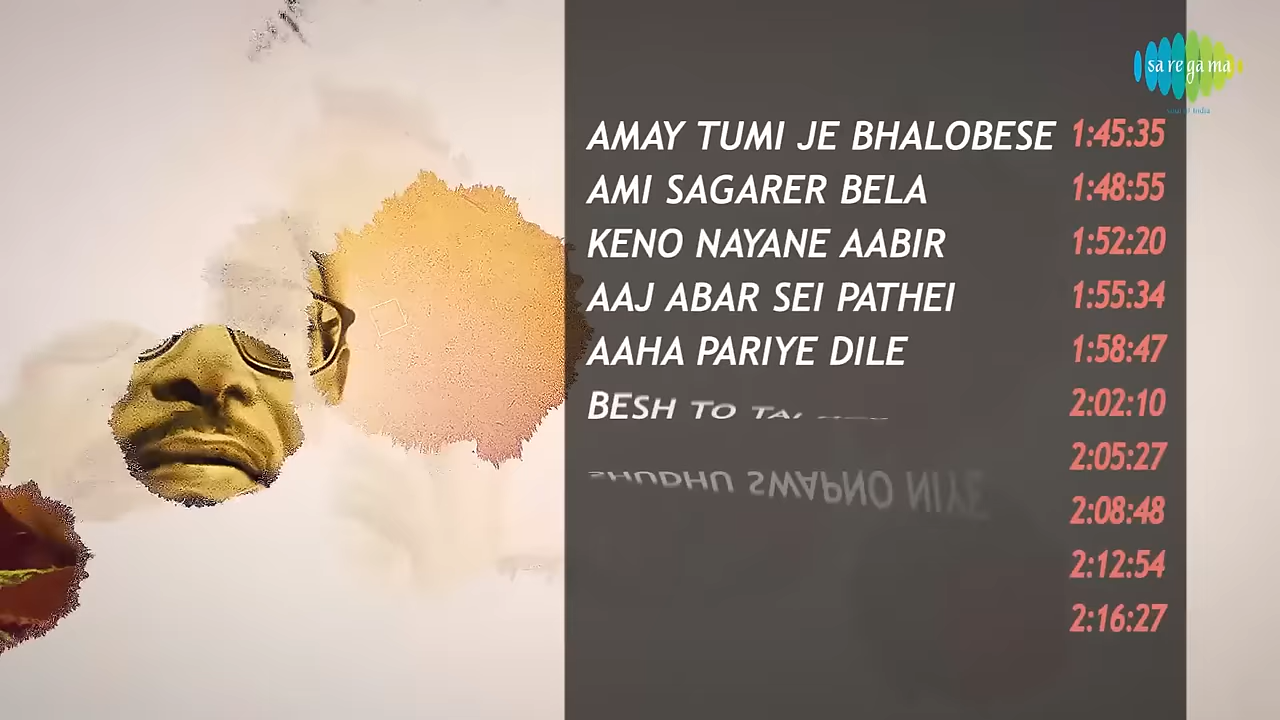 sa re ga ma
AMAY TUMI JE BHALOBESE 1:45:35
AMI SAGARER BELA 1:48:55
KENO NAYANE AABIR 1:52:20
AAJ ABAR SEI PATHEI 1:55:34
AAHA PARIYE DILE 1:58:47
BESH TO 2:02:10
SHUDHU SWAPNO NIYE 2:05:27
2:08:48
2:12:54
2:16:27